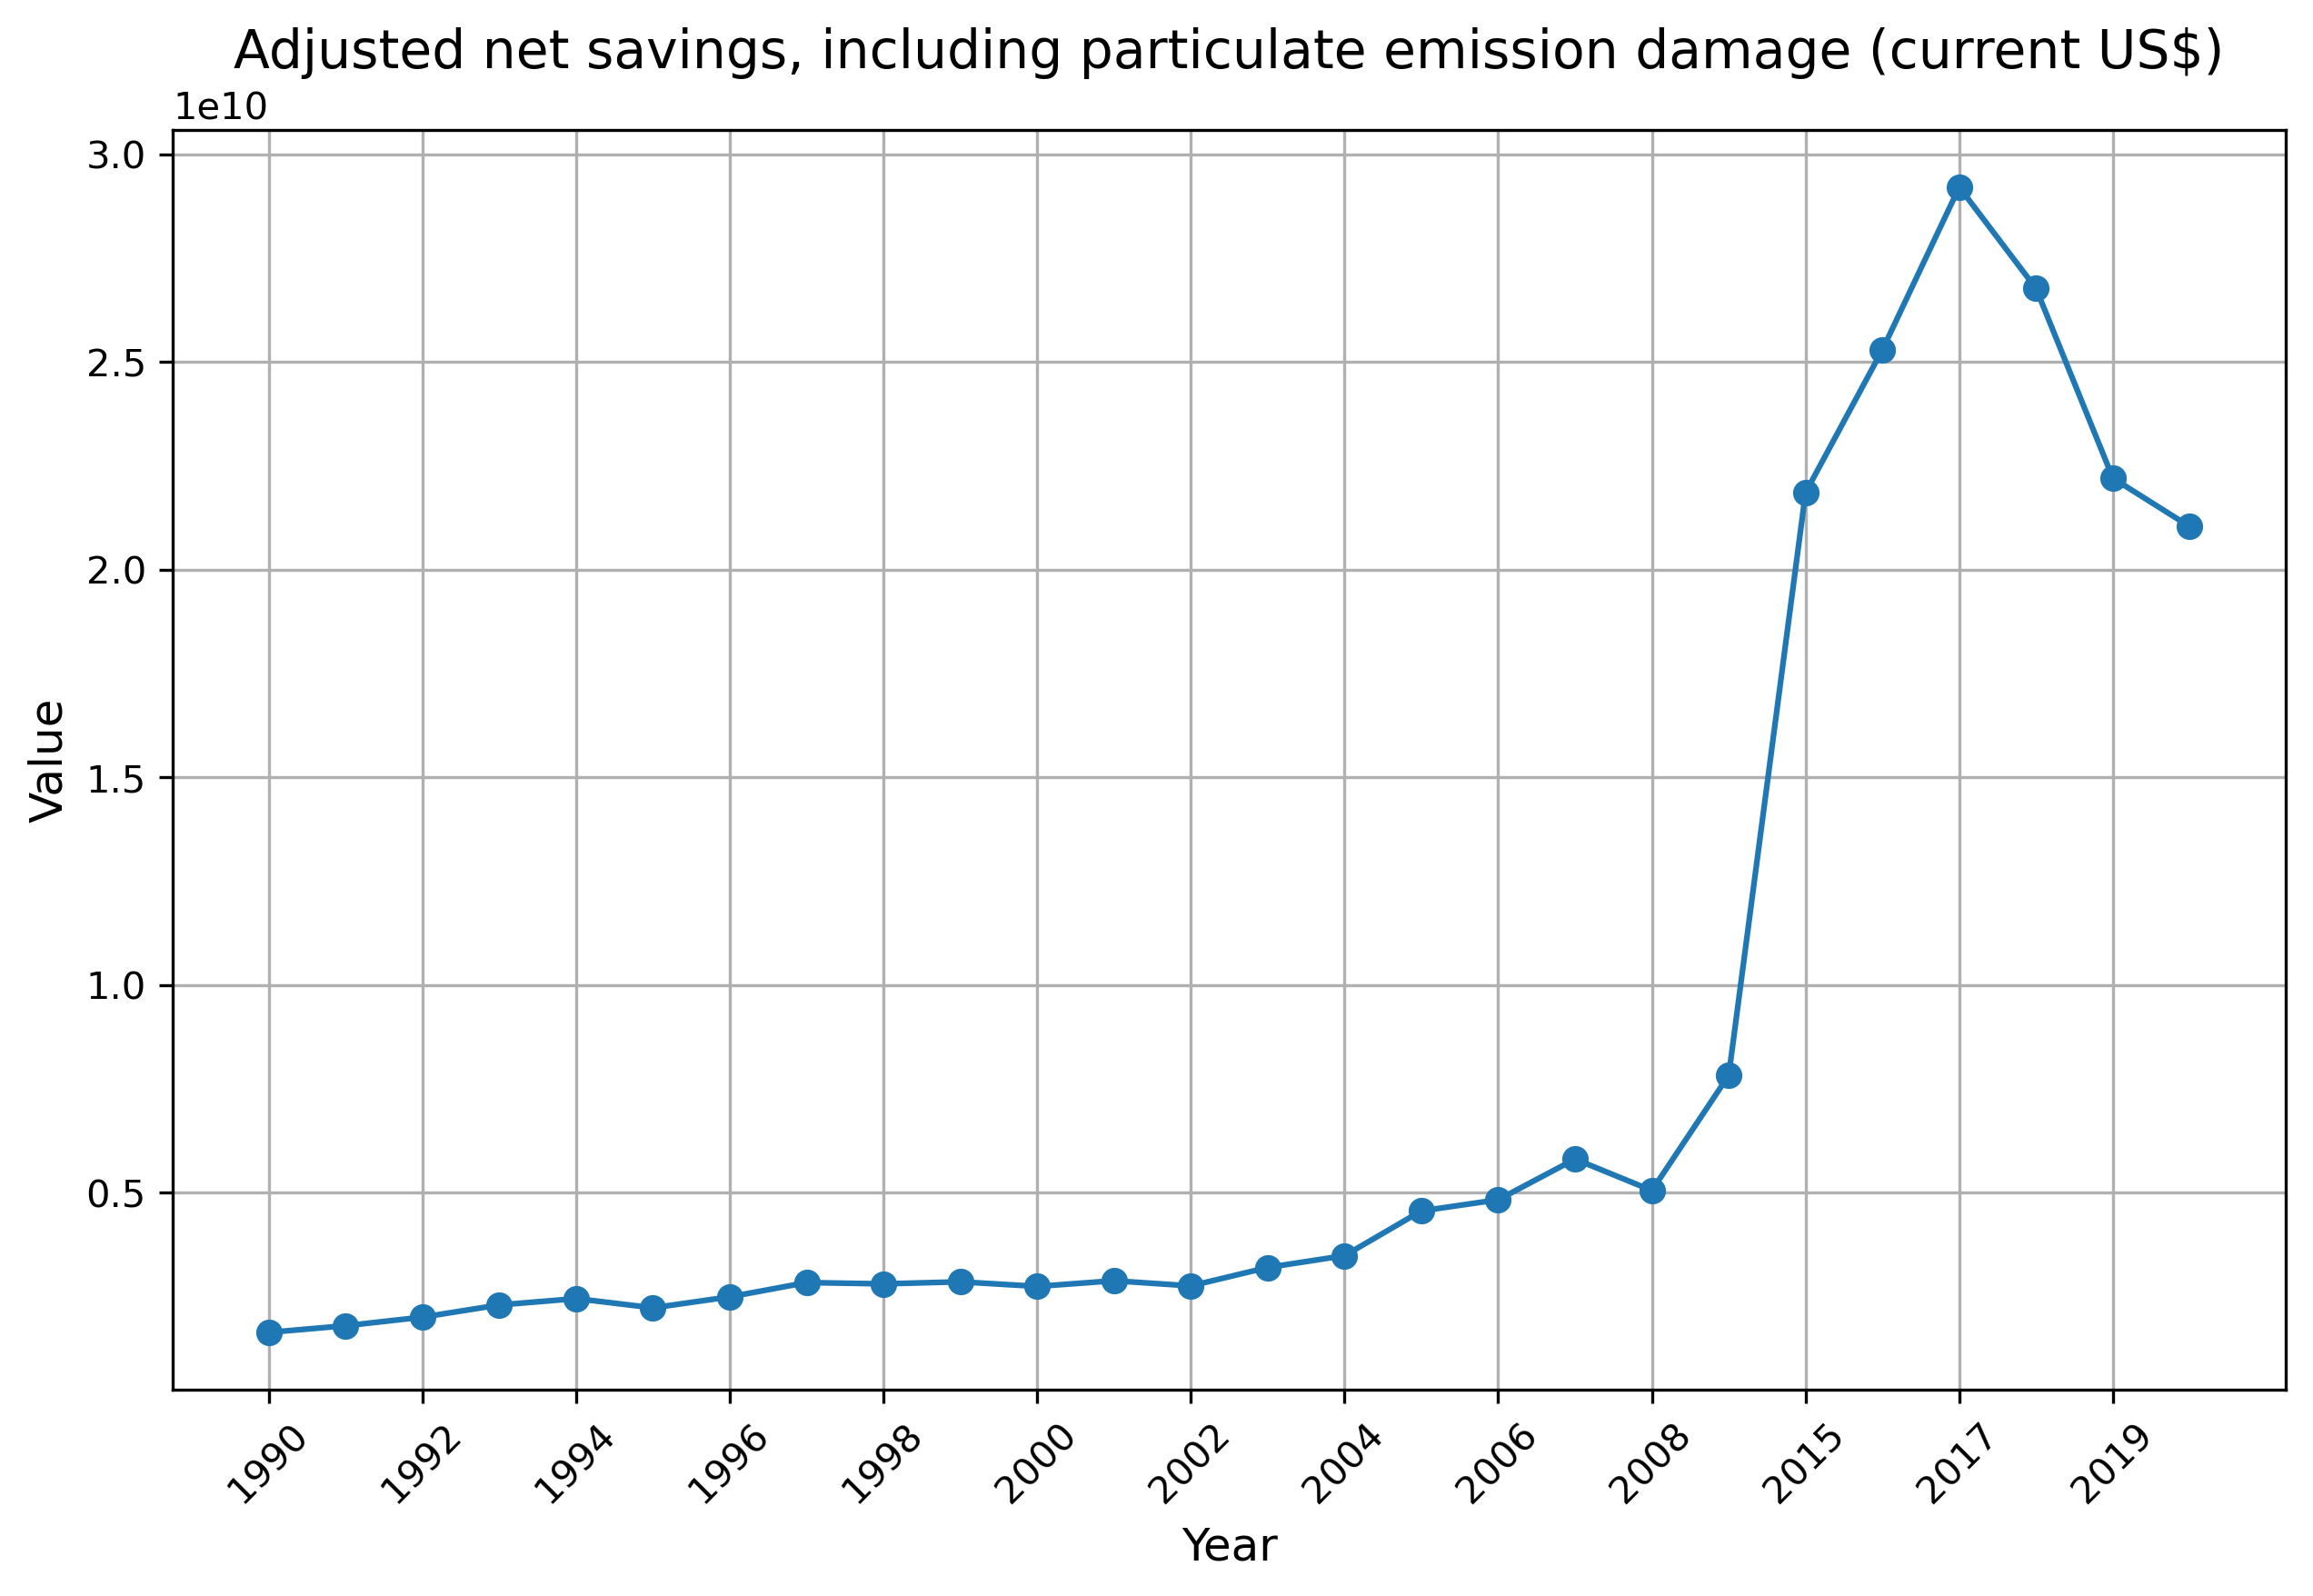 Adjusted net savings, including particulate emission damage (current US$)
1e10
3.0
2.5
2.0
1.5
1.0
0.5
Value
1990 1992 1994 1996 1998 2000 2002 2004 2006 2008 2015 2017 2019
Year